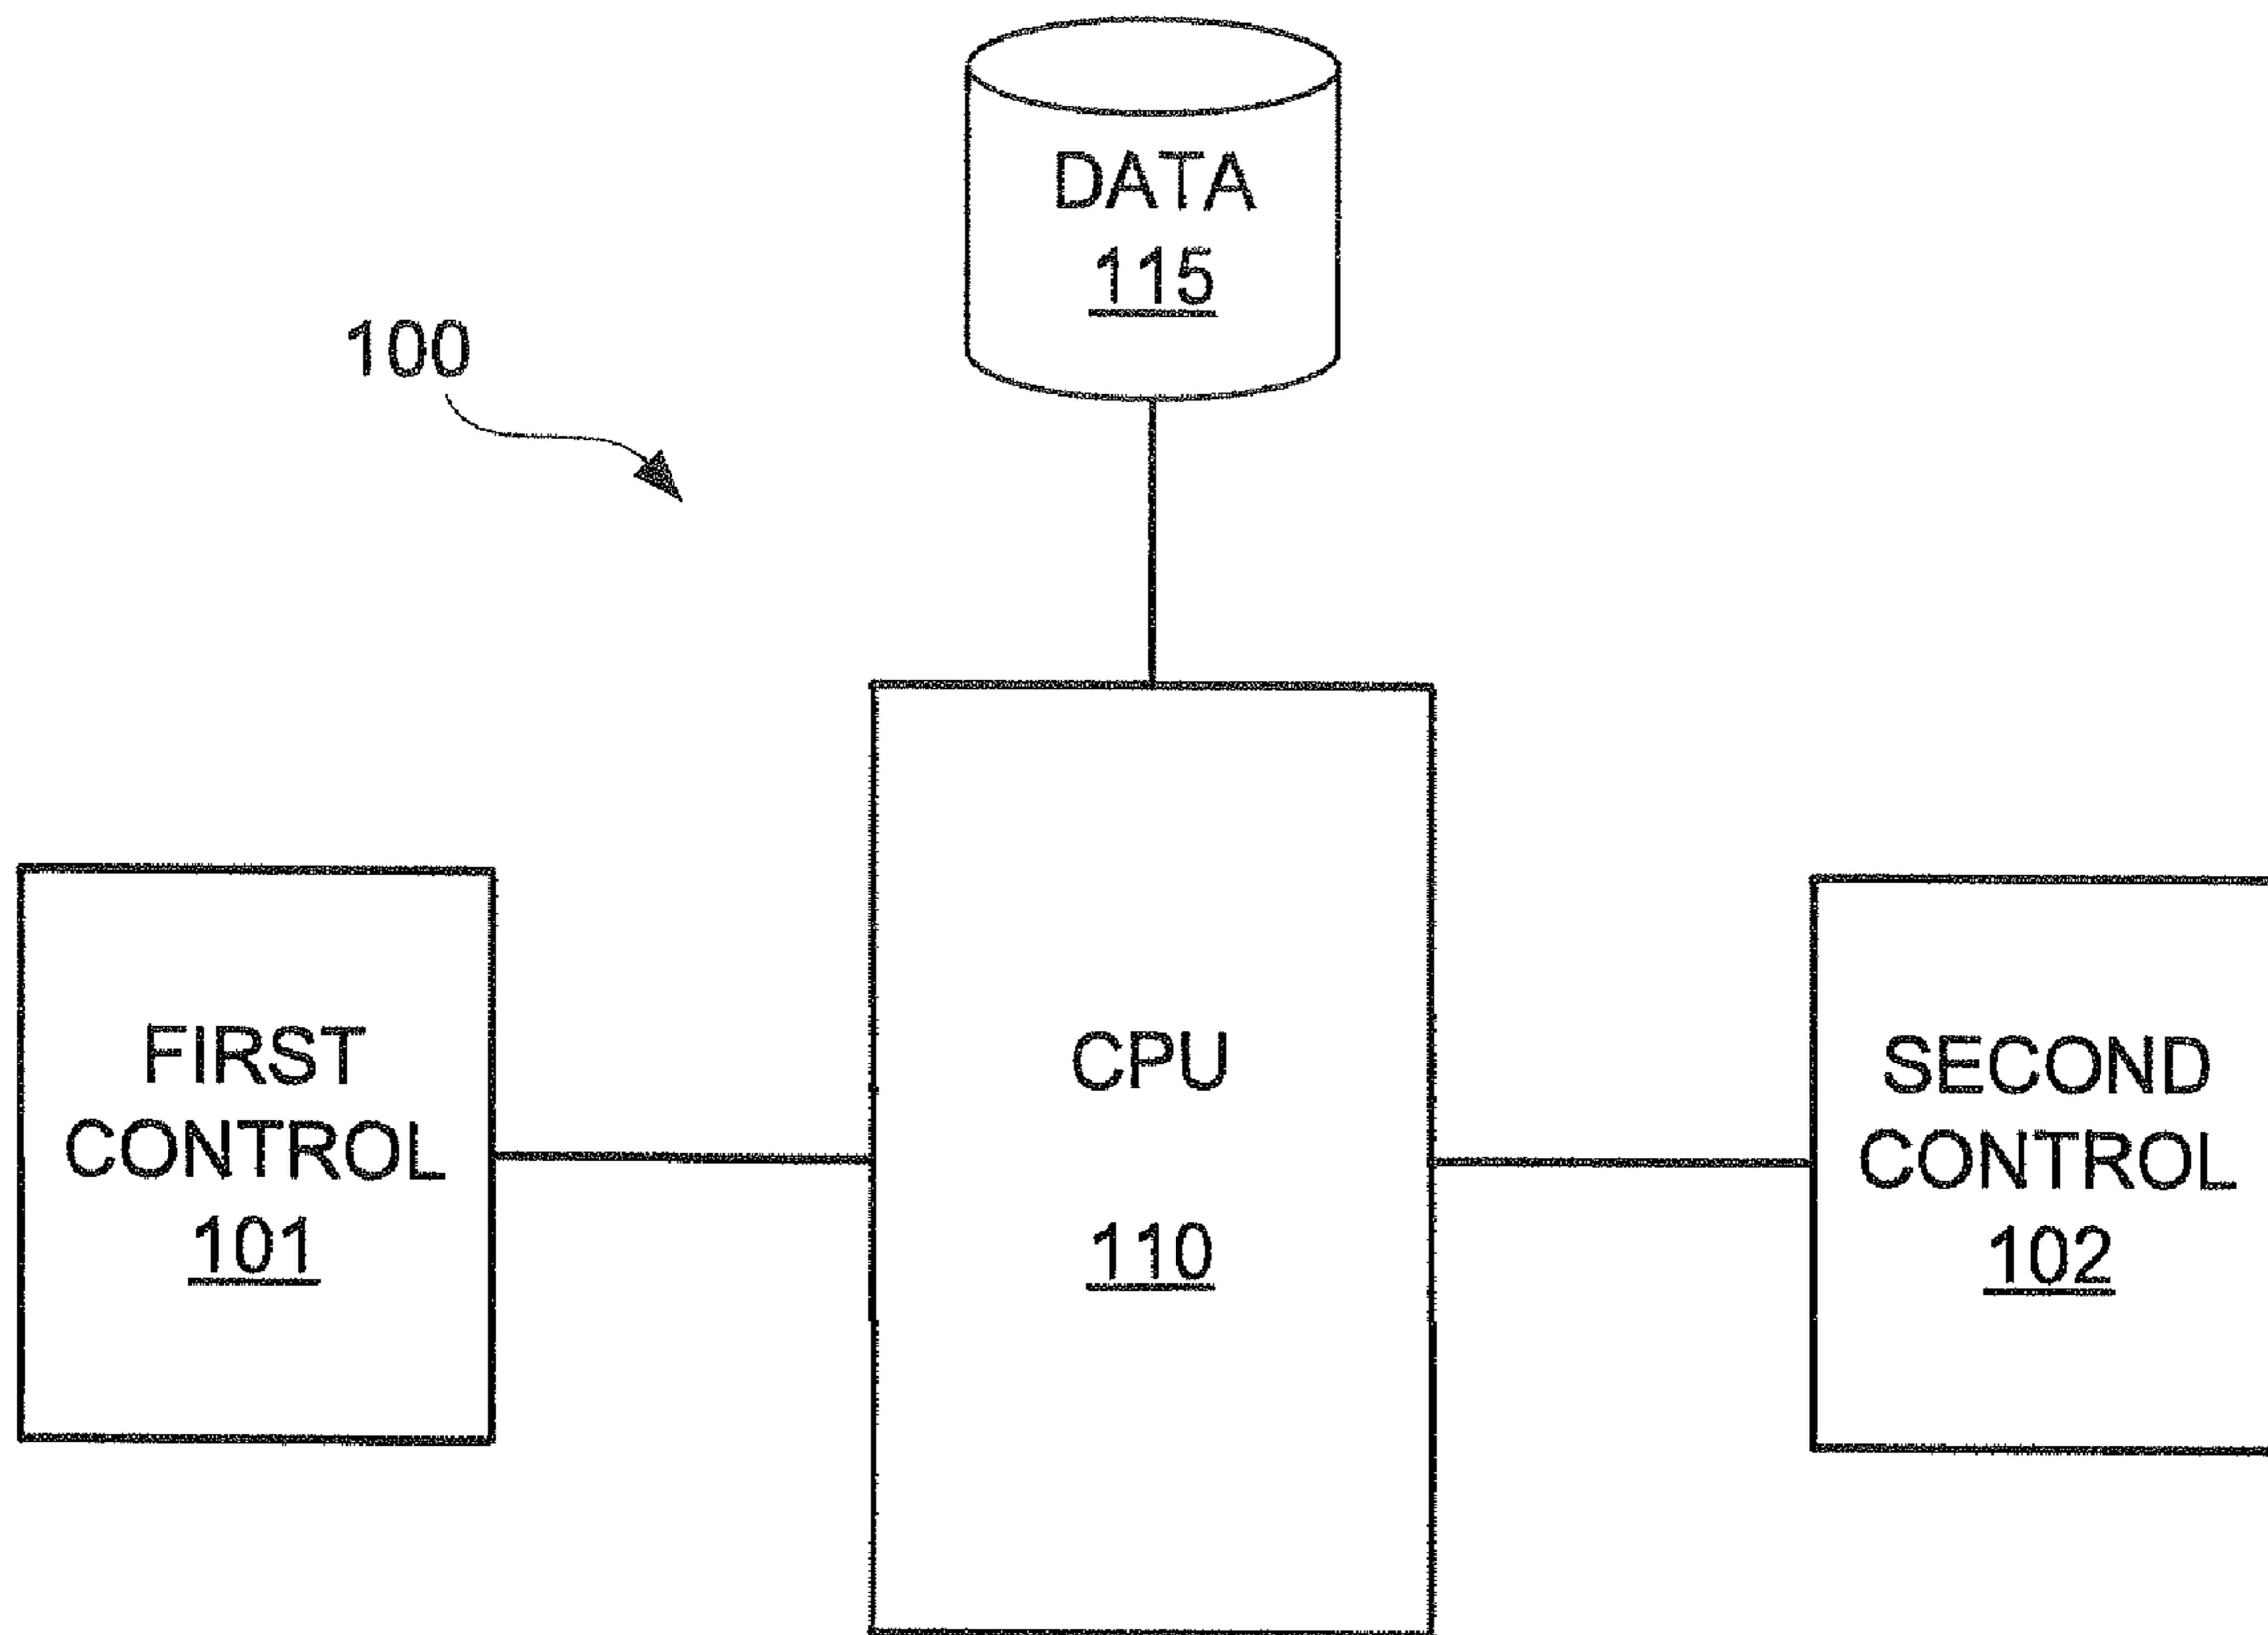 DATA
115
100
FIRST
CONTROL
101
CPU
110
SECOND
CONTROL
102